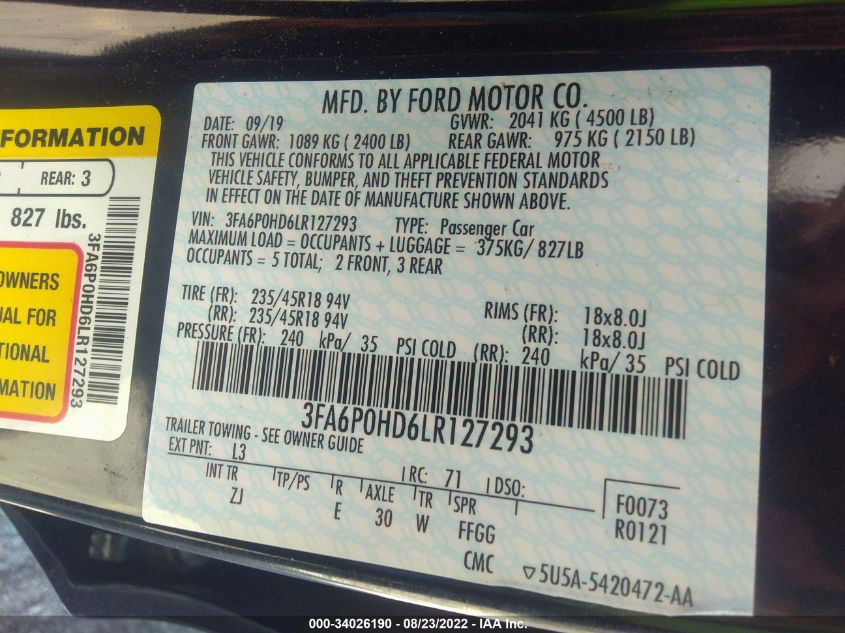 FORMATION
REAR: 3
827 lbs.
OWNERS
AL FOR
TIONAL
MATION
3FA6P0HD6LR127293
MFD. BY FORD MOTOR CO.
DATE: 09/19 GVWR: 2041 KG ( 4500 LB)
FRONT GAWR: 1089 KG ( 2400 LB) REAR GAWR: 975 KG ( 2150 LB)
THIS VEHICLE CONFORMS TO ALL APPLICABLE FEDERAL MOTOR
VEHICLE SAFETY, BUMPER, AND THEFT PREVENTION STANDARDS
IN EFFECT ON THE DATE OF MANUFACTURE SHOWN ABOVE.
VIN: 3FA6P0HD6LR127293 TYPE: Passenger Car
MAXIMUM LOAD = OCCUPANTS + LUGGAGE = 375KG/ 827LB
OCCUPANTS = 5 TOTAL; 2 FRONT, 3 REAR
TIRE (FR): 235/45R18 94V RIMS (FR): 18x8.0J
(RR): 235/45R18 94V (RR): 18x8.0J
PRESSURE (FR): 240 kPa/ 35 PSI COLD (RR): 240 kPa/ 35 PSI COLD
3FA6P0HD6LR127293
TRAILER TOWING - SEE OWNER GUIDE
EXT PNT: L3 RC: 71 DSO:
INT TR TP/PS R AXLE TR SPR F0073
ZJ E 30 W FFGG R0121
CMC ▽5U5A-5420472-AA
000-34026190 - 08/23/2022 - IAA Inc.